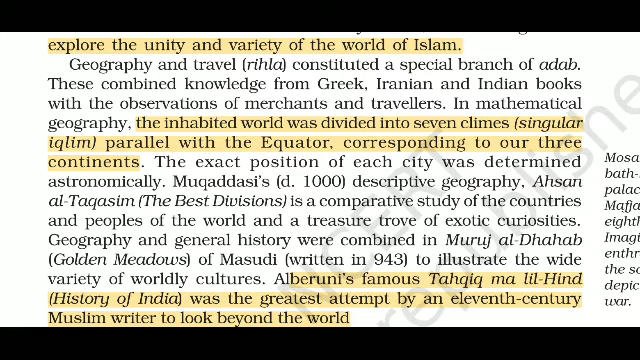 explore the unity and variety of the world of Islam.
Geography and travel (rihla) constituted a special branch of adab.
These combined knowledge from Greek, Iranian and Indian books
with the observations of merchants and travellers. In mathematical
geography, the inhabited world was divided into seven climes (singular
iqlim) parallel with the Equator, corresponding to our three
continents. The exact position of each city was determined
astronomically. Muqaddasi's (d. 1000) descriptive geography, Ahsan
al-Taqasim (The Best Divisions) is a comparative study of the countries
and peoples of the world and a treasure trove of exotic curiosities.
Geography and general history were combined in Muruj al-Dhahab
(Golden Meadows) of Masudi (written in 943) to illustrate the wide
variety of worldly cultures. Alberuni's famous Tahqiq ma lil-Hind
(History of India) was the greatest attempt by an eleventh-century
Muslim writer to look beyond the world
Mosa
bath-
palac
Mafja
eighth
Imagi
enthr
the sc
depic
war.
NCERT
republishe